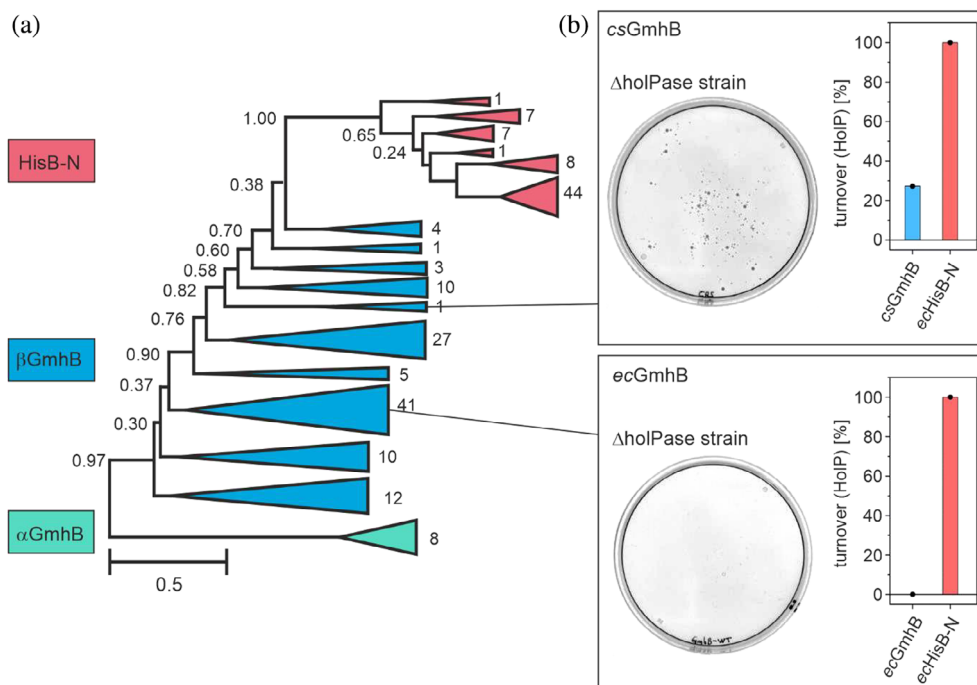 (a)
HisB-N
βGmhB
αGmhB
1.00
0.65
0.24
0.38
0.70
0.60
0.58
0.82
0.76
0.90
0.37
0.30
0.97
1
7
7
1
8
44
4
1
3
10
1
27
5
41
10
12
8
0.5
(b)
csGmhB
ΔholPase strain
turnover (HolP) [%]
100
80
60
40
20
0
csGmhB
ecHisB-N
ecGmhB
ΔholPase strain
turnover (HolP) [%]
100
80
60
40
20
0
ecGmhB
ecHisB-N